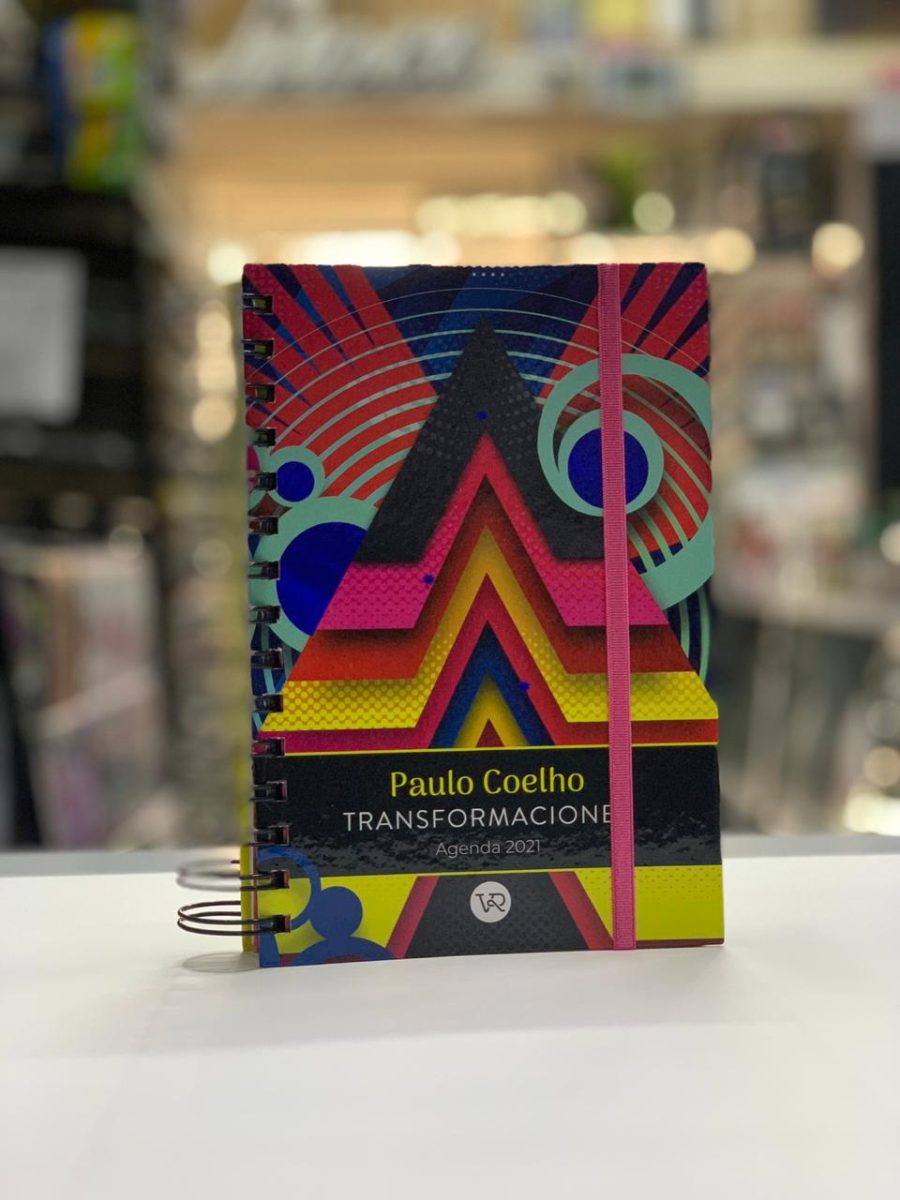 Paulo Coelho
TRANSFORMACIONE
Agenda 2021
V&R